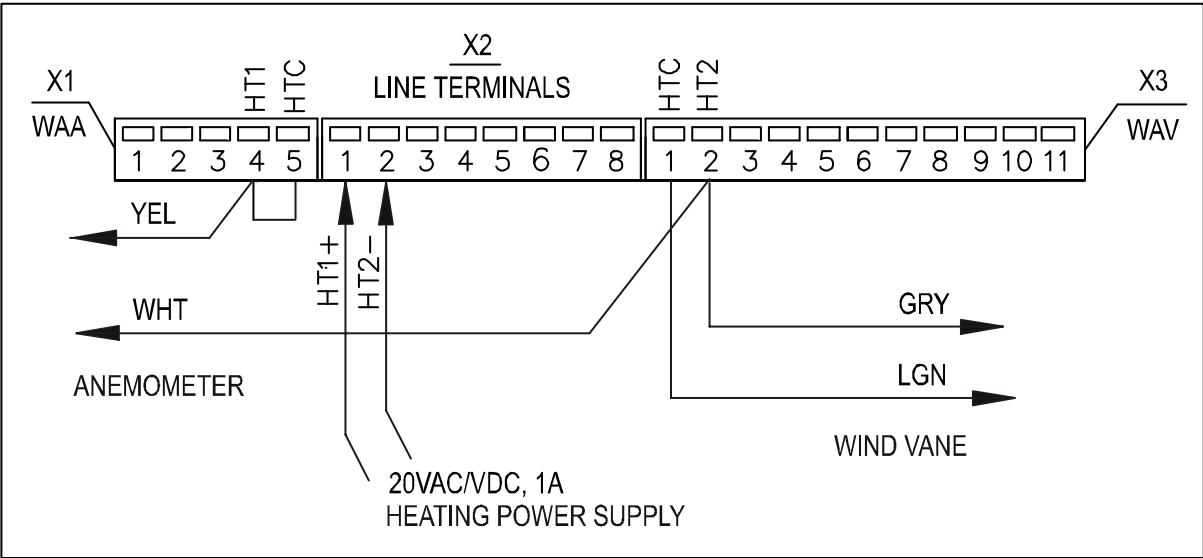 X1
WAA
HT1
HTC
X2
LINE TERMINALS
HTC
HT2
X3
WAV
1 2 3 4 5 1 2 3 4 5 6 7 8 1 2 3 4 5 6 7 8 9 10 11
YEL
HT1+
HT2-
WHT
GRY
ANEMOMETER
LGN
WIND VANE
20VAC/VDC, 1A
HEATING POWER SUPPLY